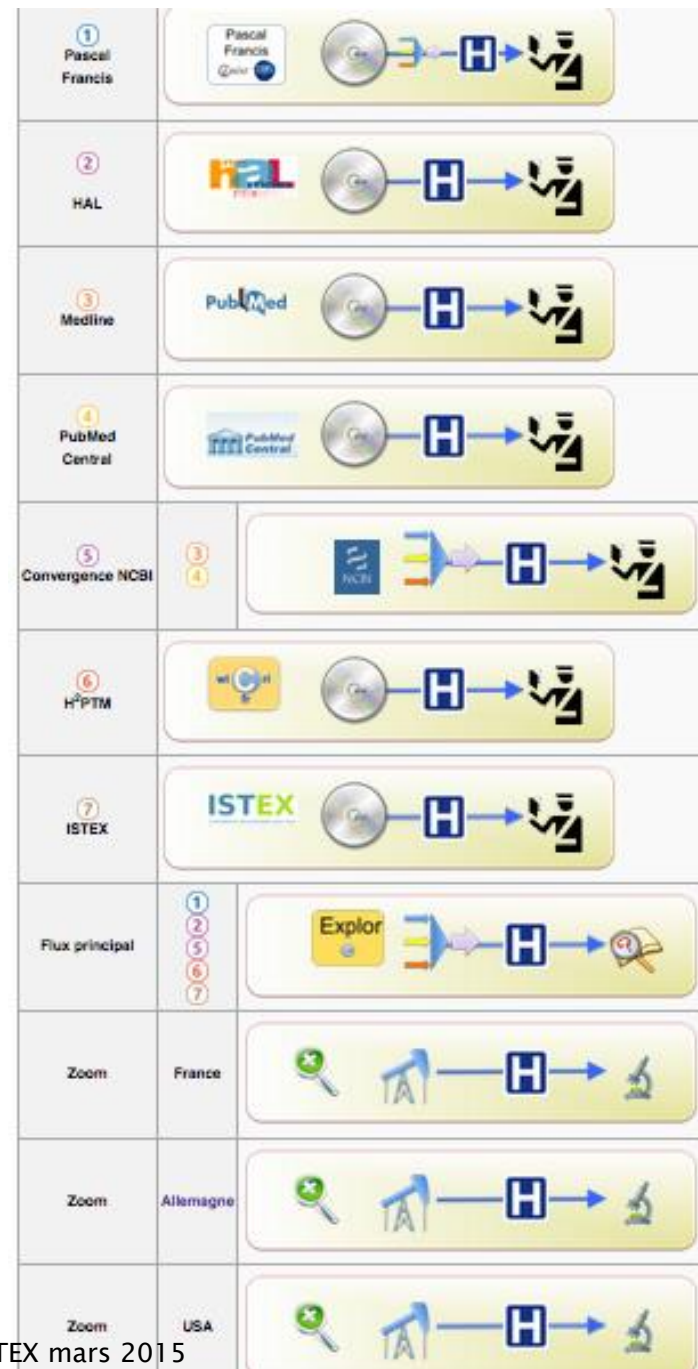 ①
Pascal
Francis
Pascal
Francis
H
②
HAL
hal
H
③
Medline
PubMed
H
④
PubMed
Central
PubMed
Central
H
⑤
Convergence NCBI
③
④
NCBI
H
⑥
H²PTM
H
⑦
ISTEX
ISTEX
H
Flux principal
①
②
⑤
⑥
⑦
Explor
H
Zoom
France
H
Zoom
Allemagne
H
Zoom
USA
H
TEX mars 2015